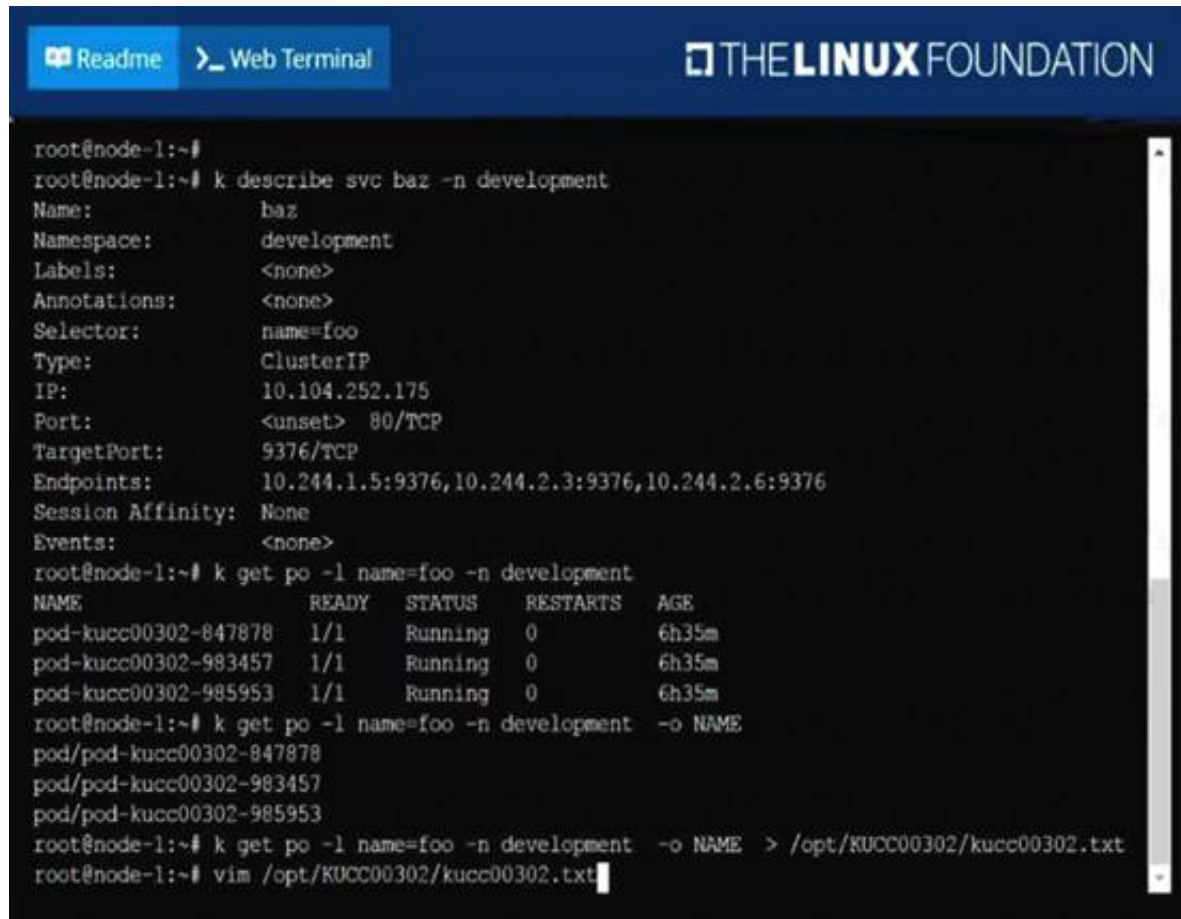 Readme >_ Web Terminal THE LINUX FOUNDATION
root@node-1:~#
root@node-1:~# k describe svc baz -n development
Name: baz
Namespace: development
Labels: <none>
Annotations: <none>
Selector: name=foo
Type: ClusterIP
IP: 10.104.252.175
Port: <unset> 80/TCP
TargetPort: 9376/TCP
Endpoints: 10.244.1.5:9376,10.244.2.3:9376,10.244.2.6:9376
Session Affinity: None
Events: <none>
root@node-1:~# k get po -l name=foo -n development
NAME READY STATUS RESTARTS AGE
pod-kucc00302-847878 1/1 Running 0 6h35m
pod-kucc00302-983457 1/1 Running 0 6h35m
pod-kucc00302-985953 1/1 Running 0 6h35m
root@node-1:~# k get po -l name=foo -n development -o NAME
pod/pod-kucc00302-847878
pod/pod-kucc00302-983457
pod/pod-kucc00302-985953
root@node-1:~# k get po -l name=foo -n development -o NAME > /opt/KUCC00302/kucc00302.txt
root@node-1:~# vim /opt/KUCC00302/kucc00302.txt